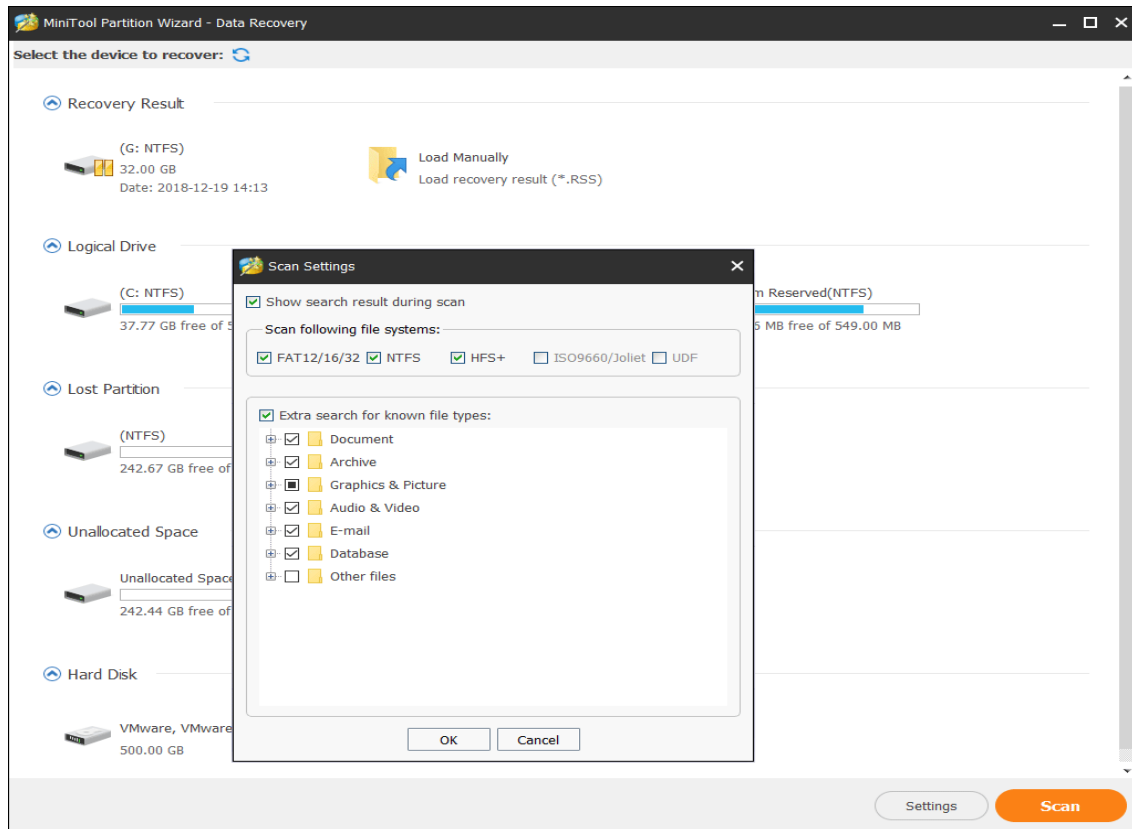 MiniTool Partition Wizard - Data Recovery
Select the device to recover:
Recovery Result
(G: NTFS)
32.00 GB
Date: 2018-12-19 14:13
Load Manually
Load recovery result (*.RSS)
Logical Drive
(C: NTFS)
37.77 GB free of
Scan Settings
Show search result during scan
Scan following file systems:
FAT12/16/32 NTFS HFS+ ISO9660/Joliet UDF
Extra search for known file types:
Document
Archive
Graphics & Picture
Audio & Video
E-mail
Database
Other files
OK Cancel
Reserved(NTFS)
MB free of 549.00 MB
Lost Partition
(NTFS)
242.67 GB free of
Unallocated Space
Unallocated Space
242.44 GB free of
Hard Disk
VMware, VMware
500.00 GB
Settings Scan